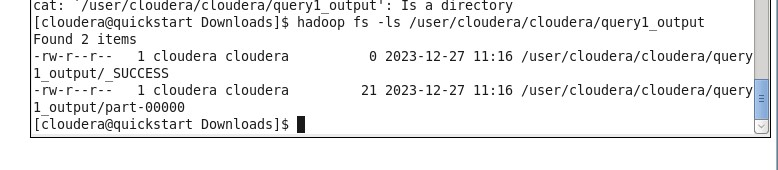 cat: `/user/cloudera/cloudera/query1_output': Is a directory
[cloudera@quickstart Downloads]$ hadoop fs -ls /user/cloudera/cloudera/query1_output
Found 2 items
-rw-r--r--   1 cloudera cloudera          0 2023-12-27 11:16 /user/cloudera/cloudera/query
1_output/_SUCCESS
-rw-r--r--   1 cloudera cloudera         21 2023-12-27 11:16 /user/cloudera/cloudera/query
1_output/part-00000
[cloudera@quickstart Downloads]$